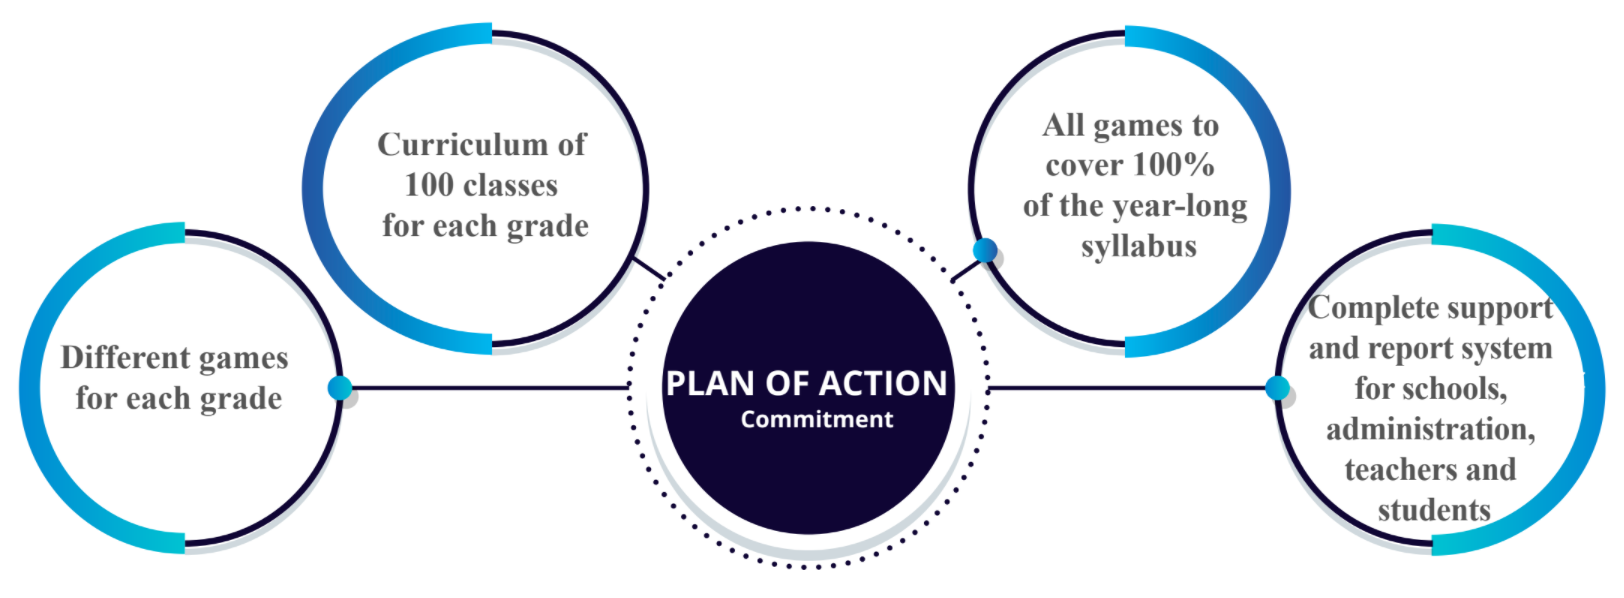 Different games
for each grade
Curriculum of
100 classes
for each grade
PLAN OF ACTION
Commitment
All games to
cover 100%
of the year-long
syllabus
Complete support
and report system
for schools,
administration,
teachers and
students